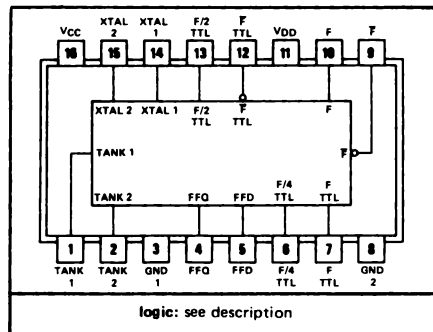 XTAL XTAL F/2 F̅
VCC 2 1 TTL TTL VDD F F̅
16 15 14 13 12 11 10 9
XTAL 2 XTAL 1 F/2 F̅ F
TTL TTL
TANK 1 F̅
F/4 F
TANK 2 FFQ FFD TTL TTL
1 2 3 4 5 6 7 8
TANK TANK GND FFQ FFD F/4 F GND
1 2 1 TTL TTL 2
logic: see description